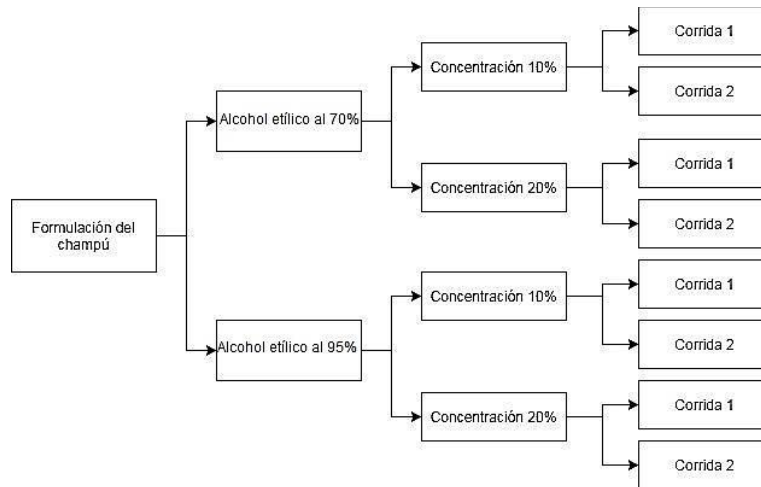 Formulación del
champú
Alcohol etílico al 70%
Concentración 10%
Corrida 1
Corrida 2
Concentración 20%
Corrida 1
Corrida 2
Alcohol etílico al 95%
Concentración 10%
Corrida 1
Corrida 2
Concentración 20%
Corrida 1
Corrida 2